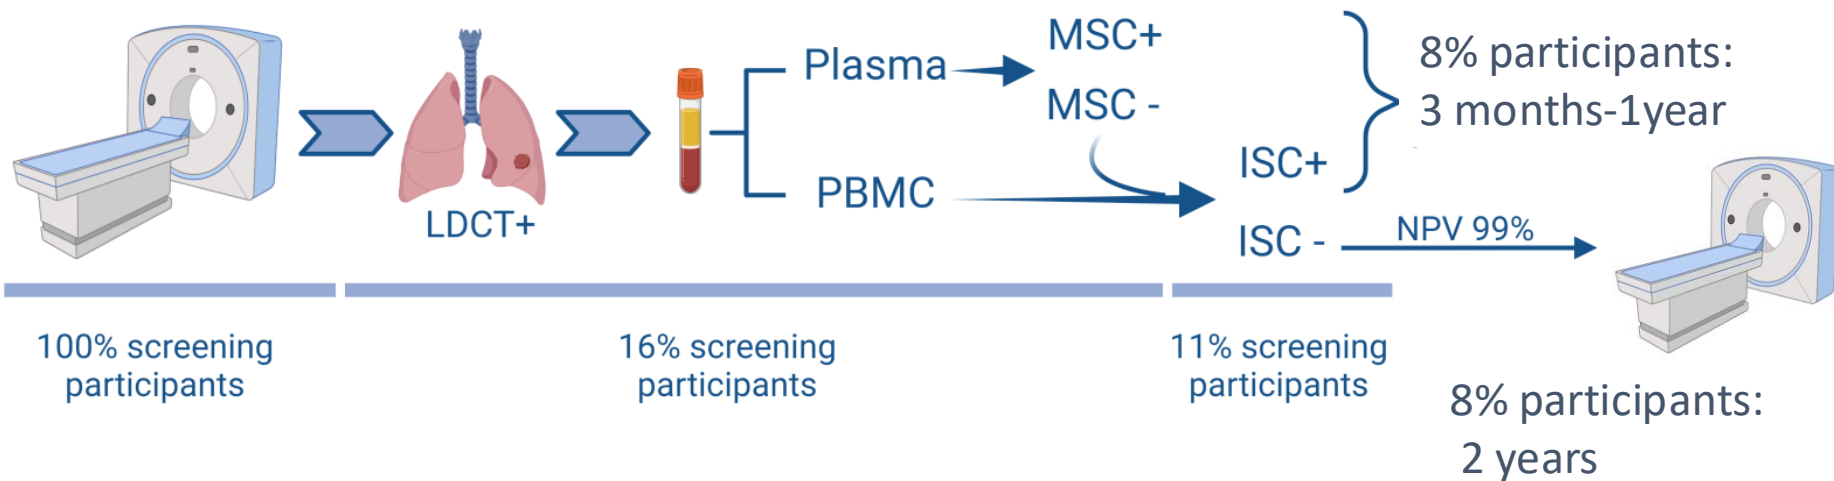 LDCT+
Plasma
PBMC
MSC+
MSC -
ISC+
ISC -
8% participants:
3 months-1year
NPV 99%
100% screening
participants
16% screening
participants
11% screening
participants
8% participants:
2 years